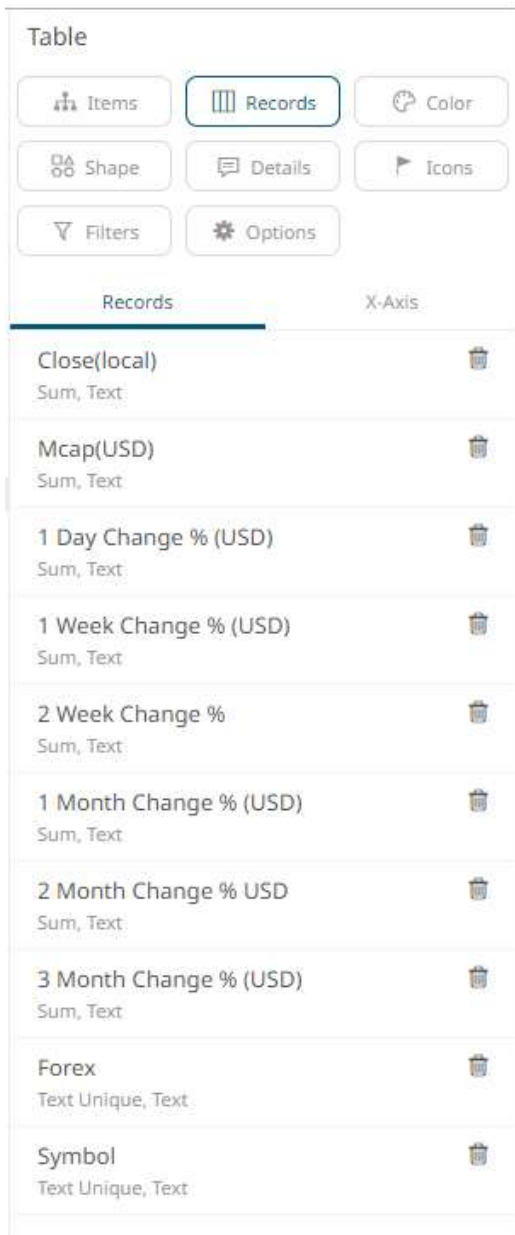 Table
Items Records Color
Shape Details Icons
Filters Options
Records X-Axis
Close(local)
Sum, Text
Mcap(USD)
Sum, Text
1 Day Change % (USD)
Sum, Text
1 Week Change % (USD)
Sum, Text
2 Week Change %
Sum, Text
1 Month Change % (USD)
Sum, Text
2 Month Change % USD
Sum, Text
3 Month Change % (USD)
Sum, Text
Forex
Text Unique, Text
Symbol
Text Unique, Text